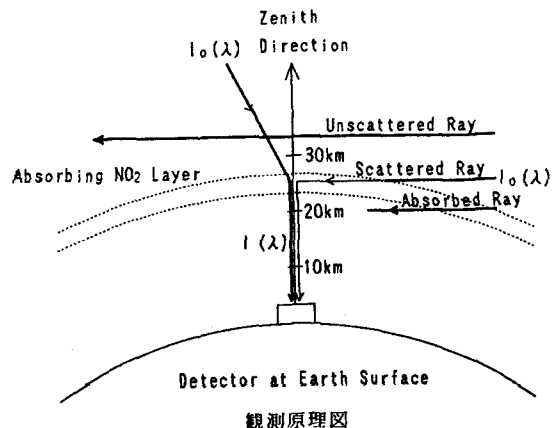 Zenith
Direction
I₀(λ)
Unscattered Ray
30km
Absorbing NO₂ Layer
Scattered Ray
I₀(λ)
20km
Absorbed Ray
I(λ)
10km
Detector at Earth Surface
観測原理図